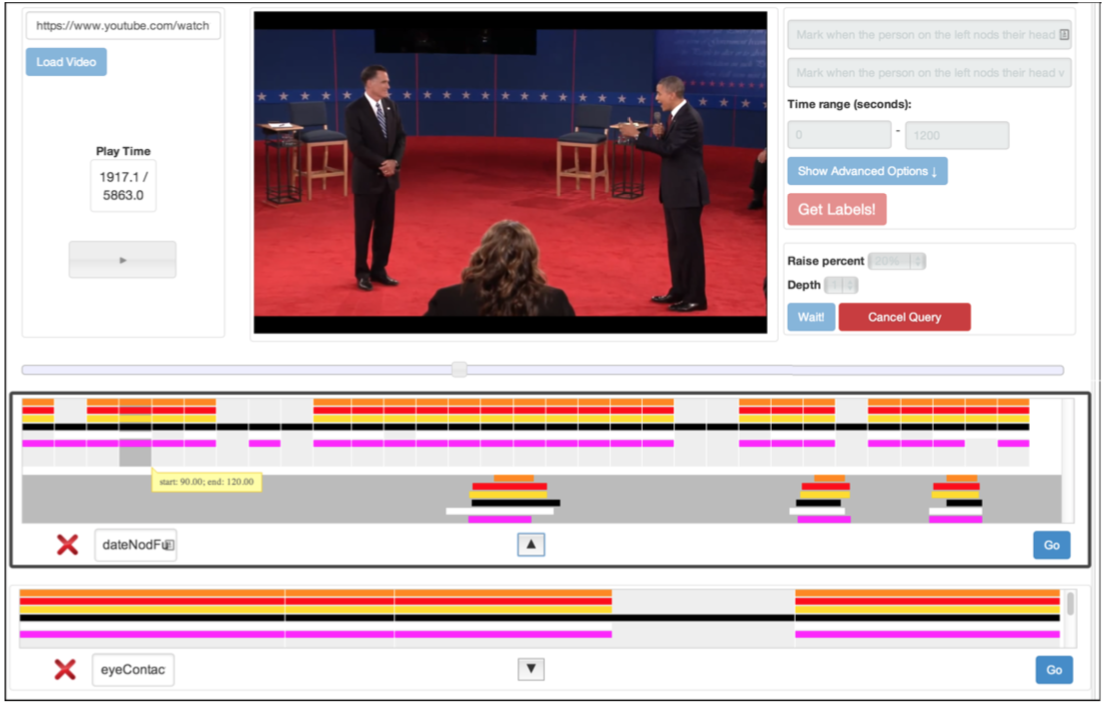 https://www.youtube.com/watch
Load Video
Play Time
1917.1 /
5863.0
Mark when the person on the left nods their head
Mark when the person on the left nods their head v
Time range (seconds):
0 - 1200
Show Advanced Options ↓
Get Labels!
Raise percent 20%
Depth
Wait! Cancel Query
start: 90.00; end: 120.00
dateNodFu
▲
Go
eyeContac
▼
Go